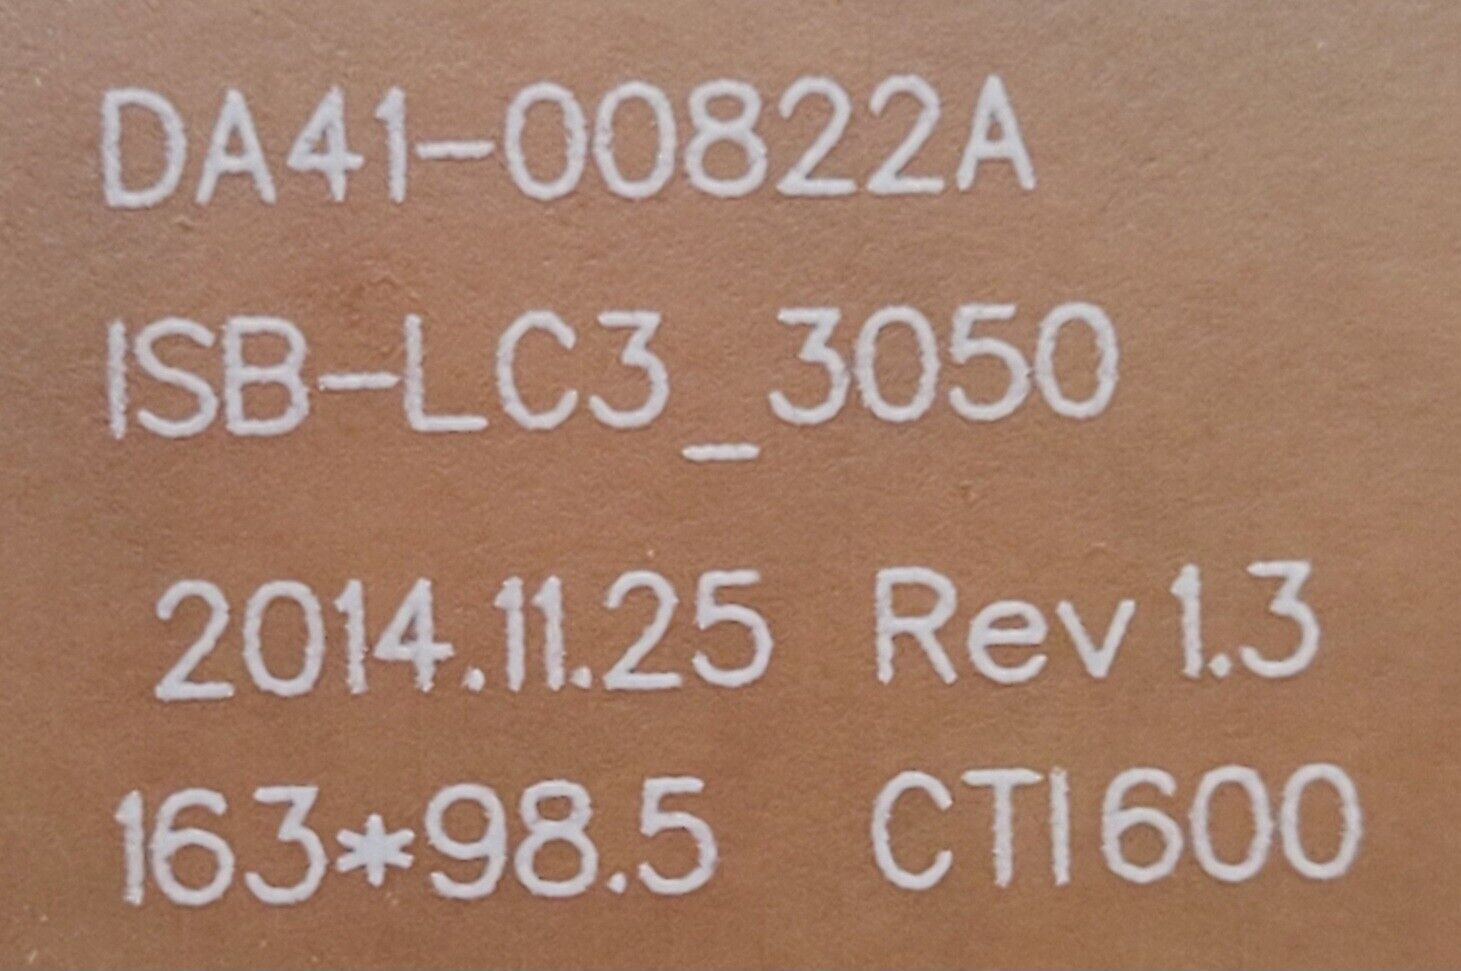 DA41-00822A
ISB-LC3_3050
2014.11.25 Rev1.3
163*98.5 CTI600